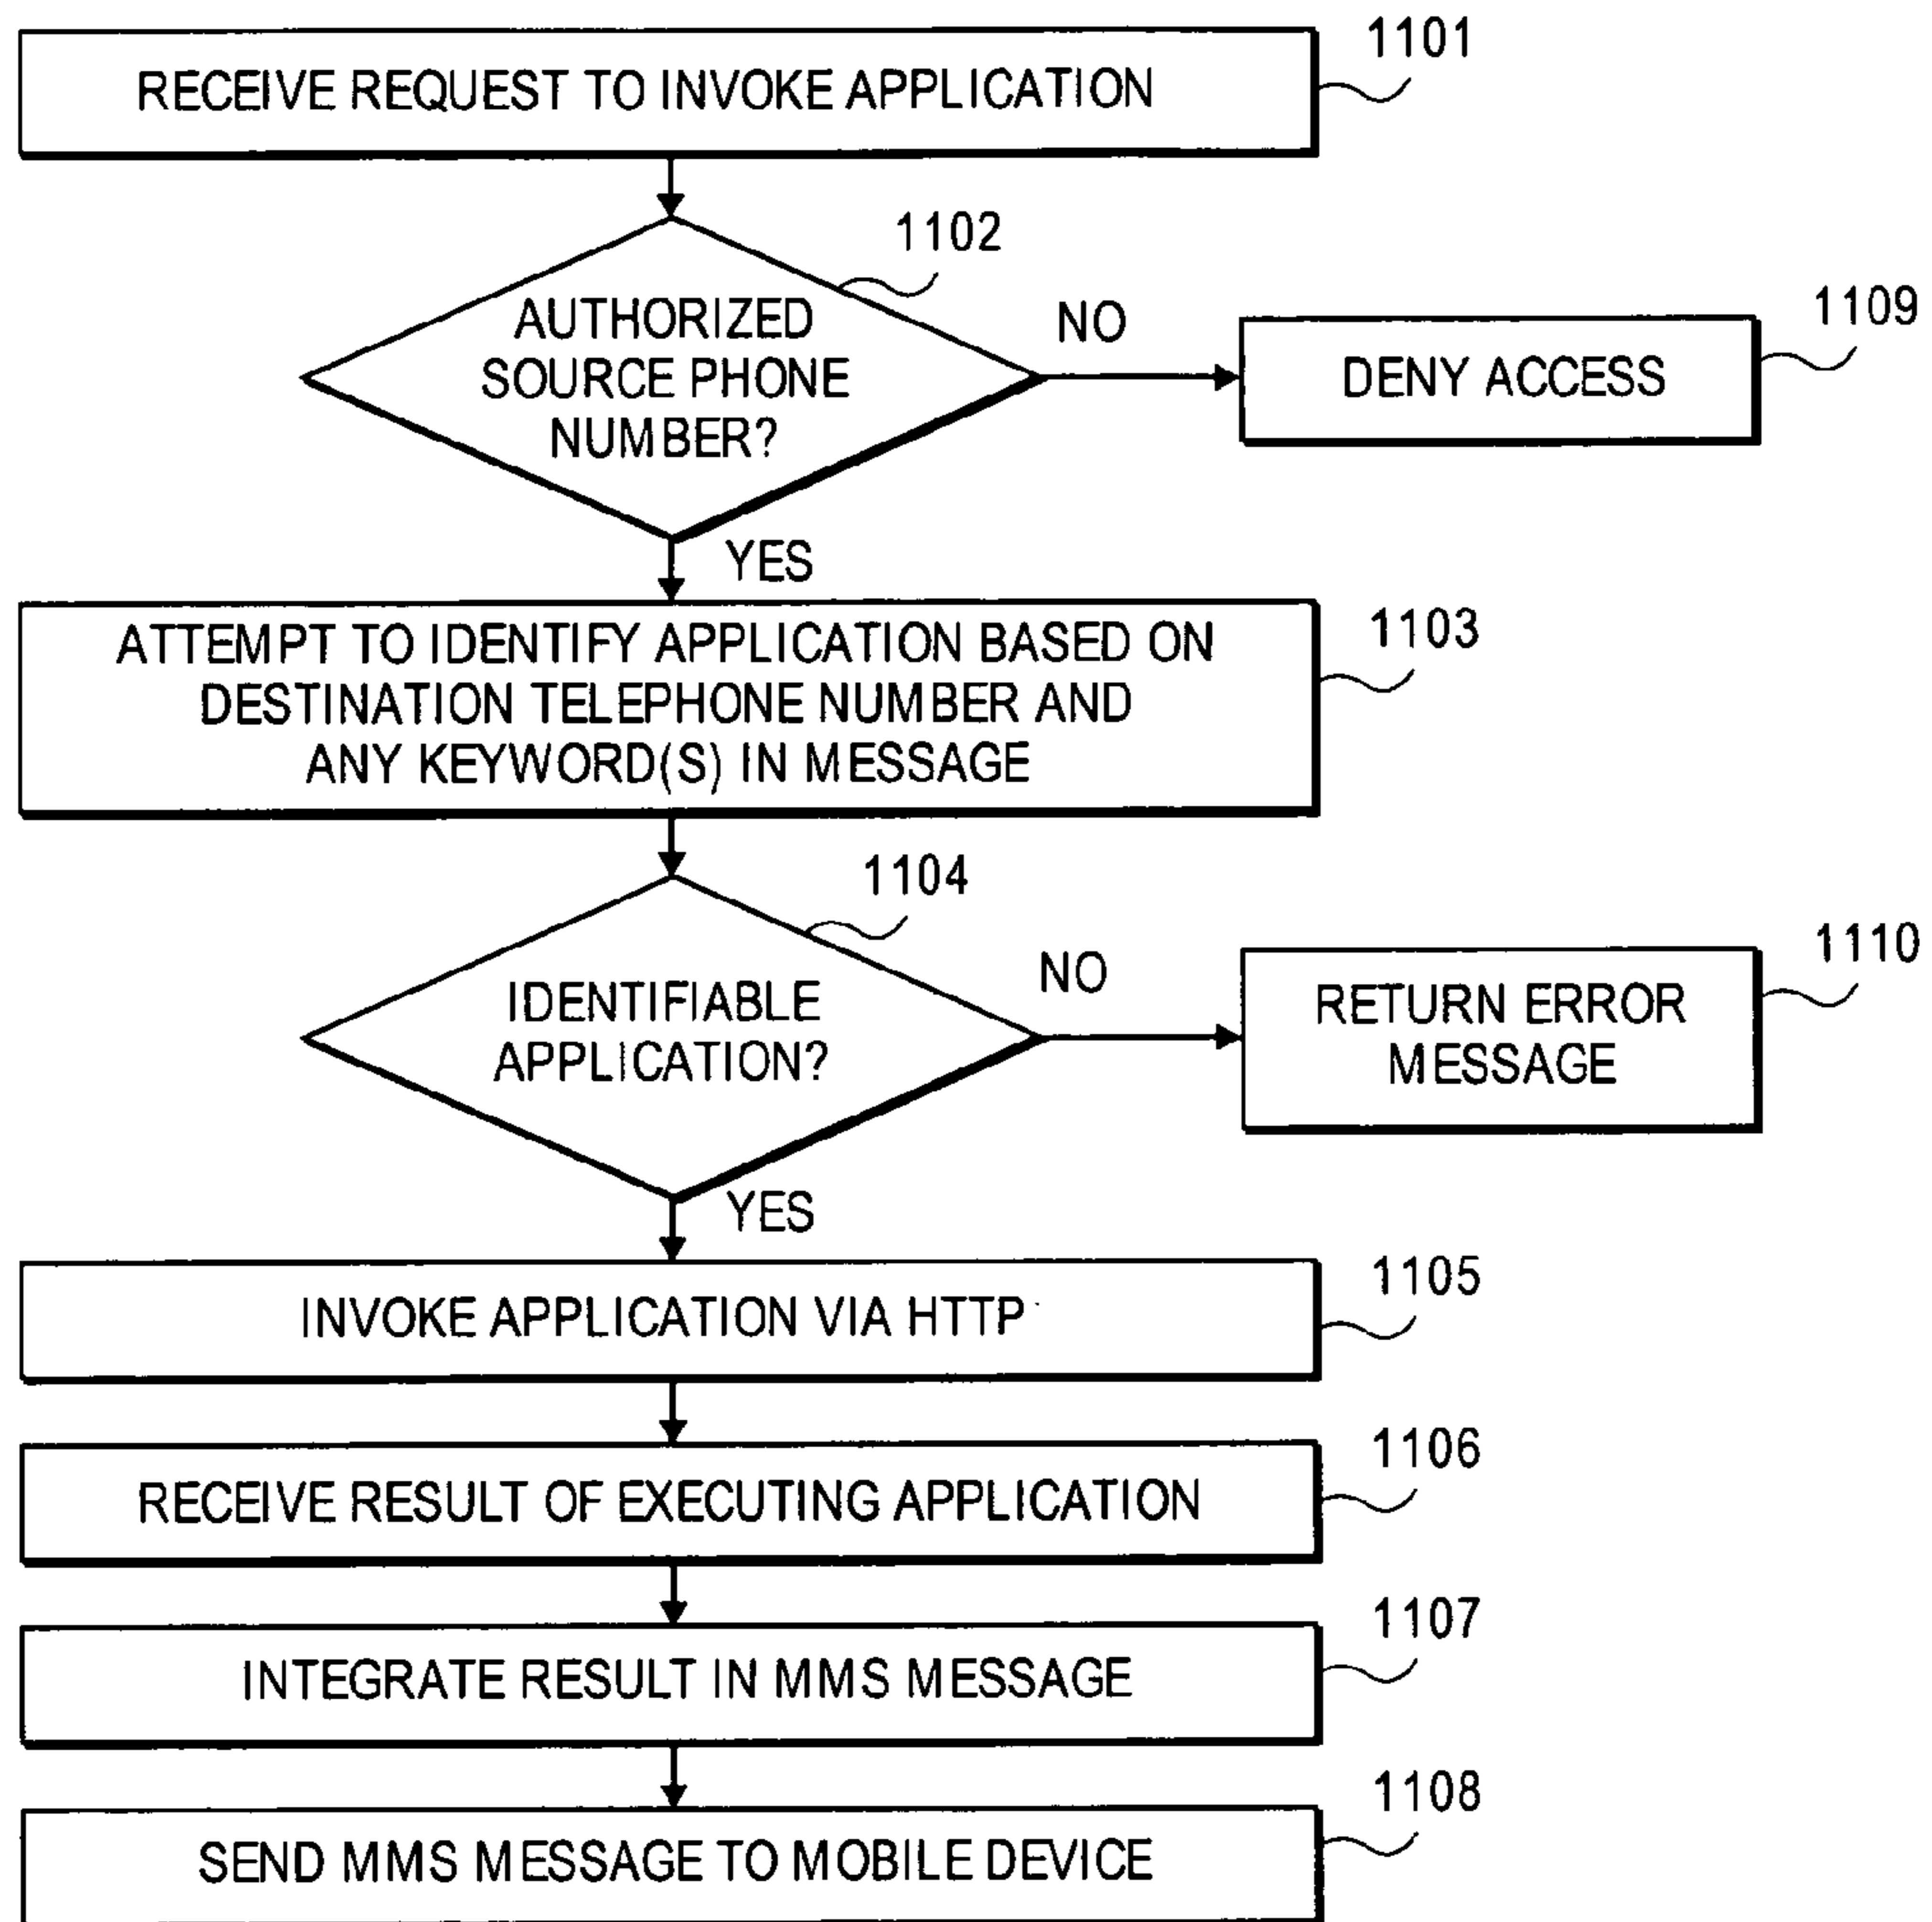 1101
RECEIVE REQUEST TO INVOKE APPLICATION
1102
AUTHORIZED
SOURCE PHONE
NUMBER?
NO
1109
DENY ACCESS
YES
1103
ATTEMPT TO IDENTIFY APPLICATION BASED ON
DESTINATION TELEPHONE NUMBER AND
ANY KEYWORD(S) IN MESSAGE
1104
IDENTIFIABLE
APPLICATION?
NO
1110
RETURN ERROR
MESSAGE
YES
1105
INVOKE APPLICATION VIA HTTP
1106
RECEIVE RESULT OF EXECUTING APPLICATION
1107
INTEGRATE RESULT IN MMS MESSAGE
1108
SEND MMS MESSAGE TO MOBILE DEVICE